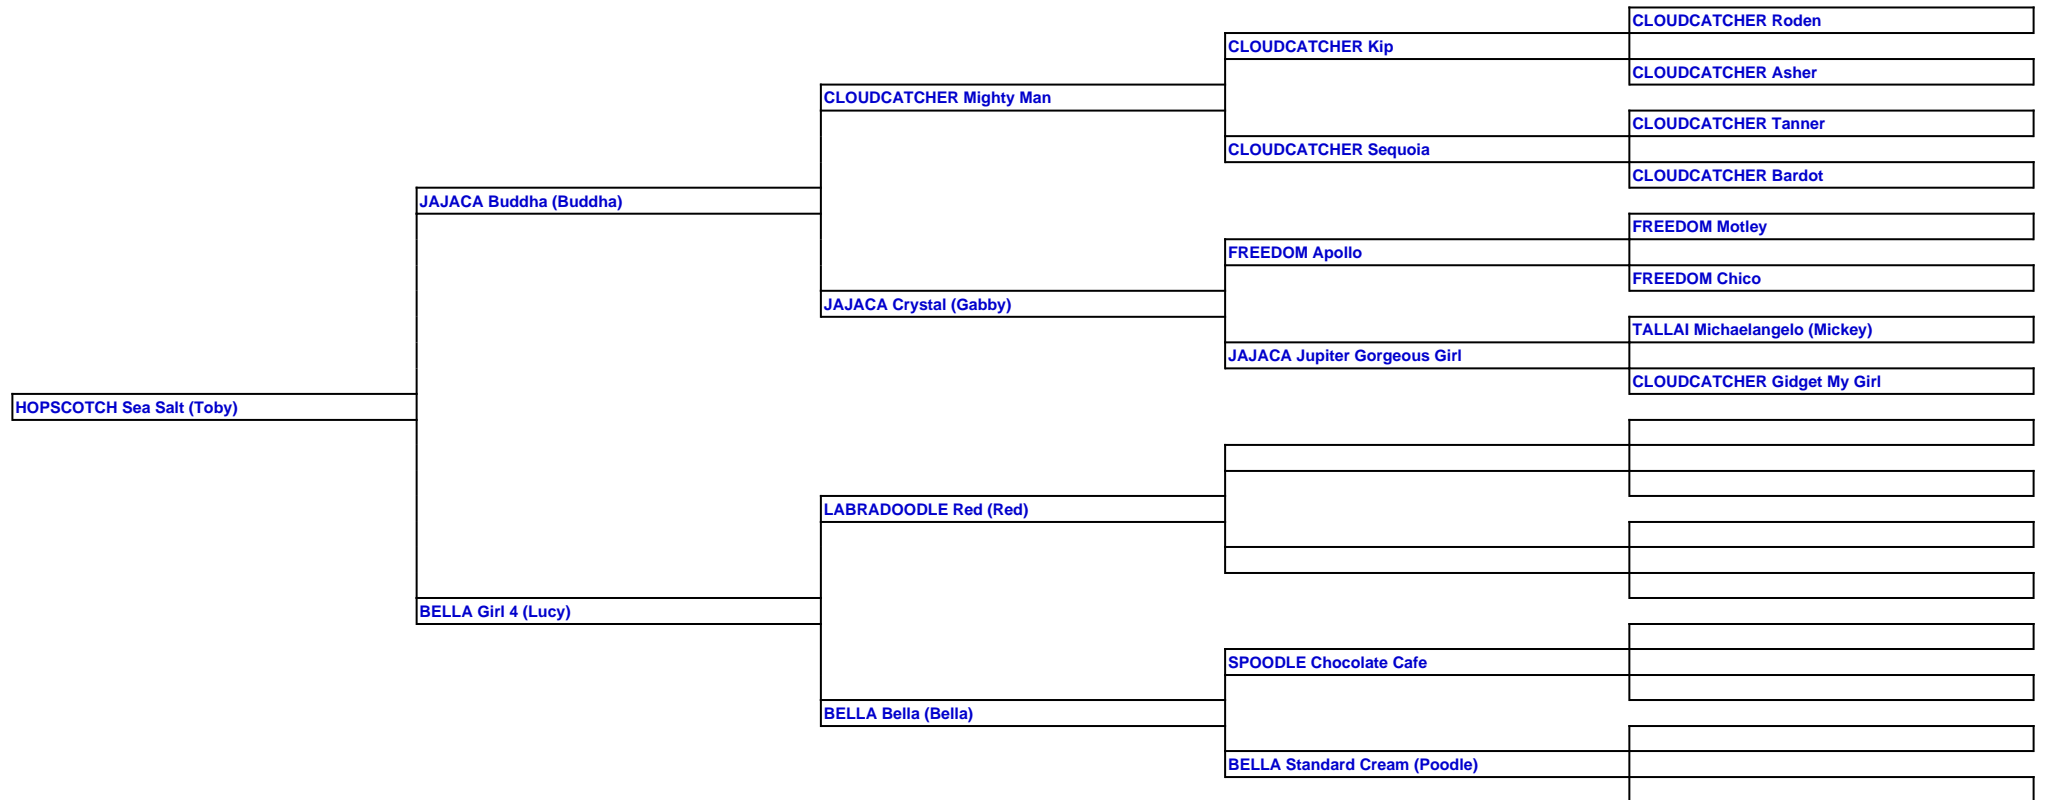 CLOUDCATCHER Roden
CLOUDCATCHER Kip
CLOUDCATCHER Asher
CLOUDCATCHER Mighty Man
CLOUDCATCHER Tanner
CLOUDCATCHER Sequoia
CLOUDCATCHER Bardot
JAJACA Buddha (Buddha)
FREEDOM Motley
FREEDOM Apollo
FREEDOM Chico
JAJACA Crystal (Gabby)
TALLAI Michaelangelo (Mickey)
JAJACA Jupiter Gorgeous Girl
CLOUDCATCHER Gidget My Girl
HOPSCOTCH Sea Salt (Toby)
LABRADOODLE Red (Red)
BELLA Girl 4 (Lucy)
SPOODLE Chocolate Cafe
BELLA Bella (Bella)
BELLA Standard Cream (Poodle)